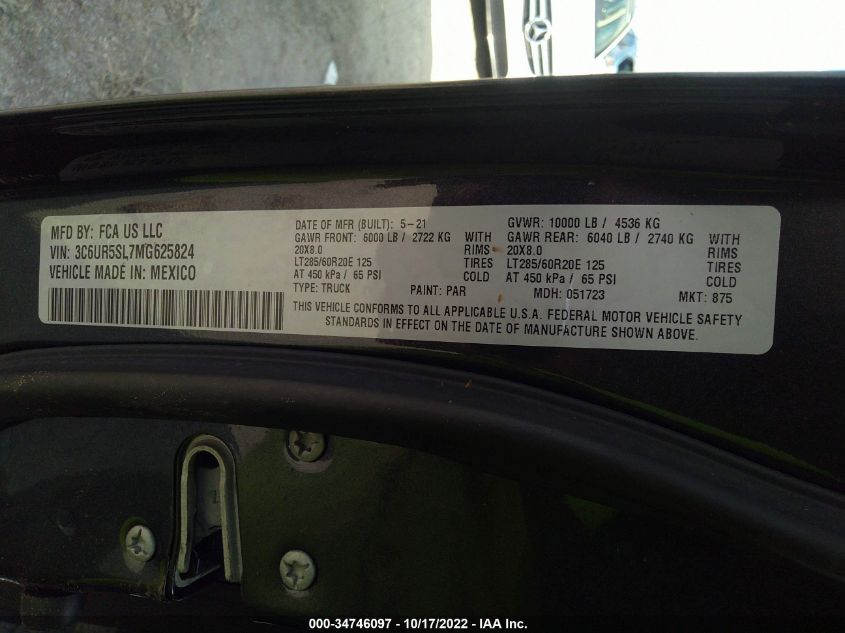 MFD BY: FCA US LLC
VIN: 3C6UR5SL7MG625824
VEHICLE MADE IN: MEXICO
DATE OF MFR (BUILT): 5-21 GVWR: 10000 LB / 4536 KG
GAWR FRONT: 6000 LB / 2722 KG WITH GAWR REAR: 6040 LB / 2740 KG WITH
20X8.0 RIMS 20X8.0 RIMS
LT285/60R20E 125 TIRES LT285/60R20E 125 TIRES
AT 450 kPa / 65 PSI COLD AT 450 kPa / 65 PSI COLD
TYPE: TRUCK PAINT: PAR MDH: 051723 MKT: 875
THIS VEHICLE CONFORMS TO ALL APPLICABLE U.S.A. FEDERAL MOTOR VEHICLE SAFETY
STANDARDS IN EFFECT ON THE DATE OF MANUFACTURE SHOWN ABOVE.
000-34746097 - 10/17/2022 - IAA Inc.